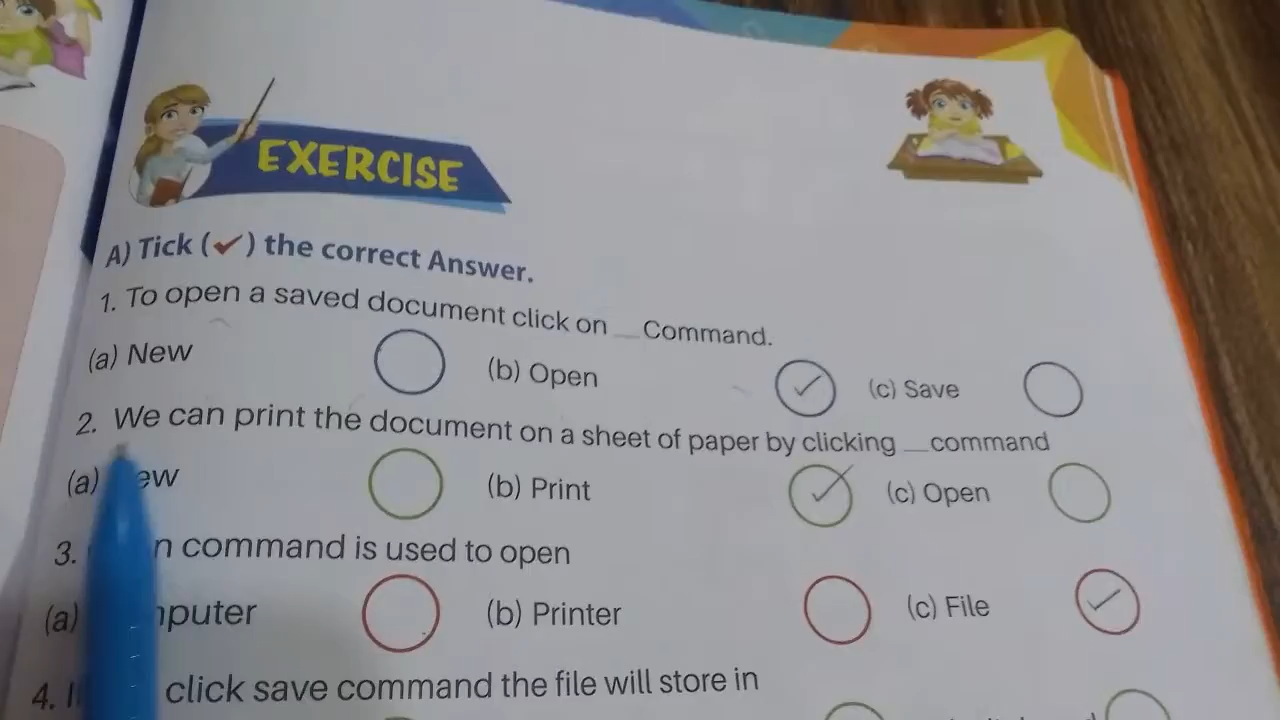 EXERCISE
A) Tick (✓) the correct Answer.
1. To open a saved document click on __ Command.
(a) New (b) Open ✓ (c) Save
2. We can print the document on a sheet of paper by clicking __ command
(a) ew (b) Print ✓ (c) Open
3. n command is used to open
(a) puter (b) Printer (c) File ✓
4. I click save command the file will store in